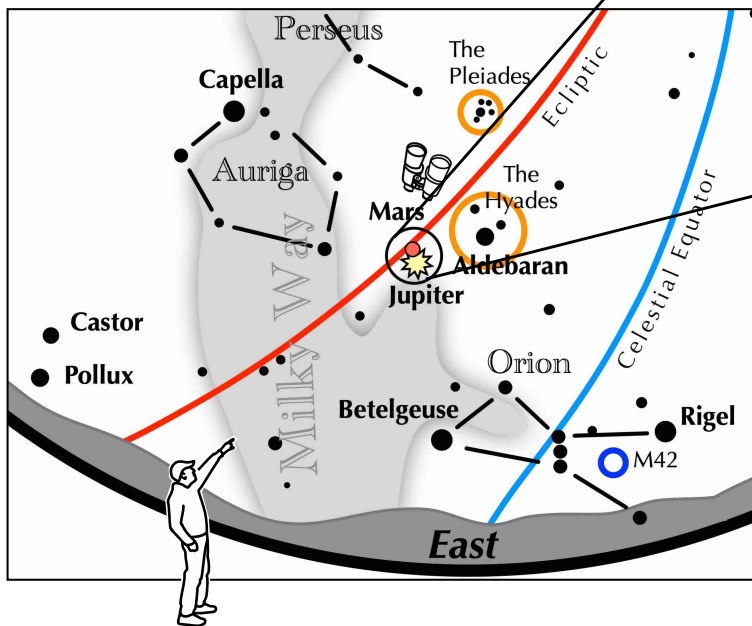 Perseus
The
Pleiades
Capella
Ecliptic
Auriga
The
Hyades
Mars
Aldebaran
Jupiter
Celestial Equator
Milky Way
Castor
Pollux
Orion
Betelgeuse
Rigel
M42
East